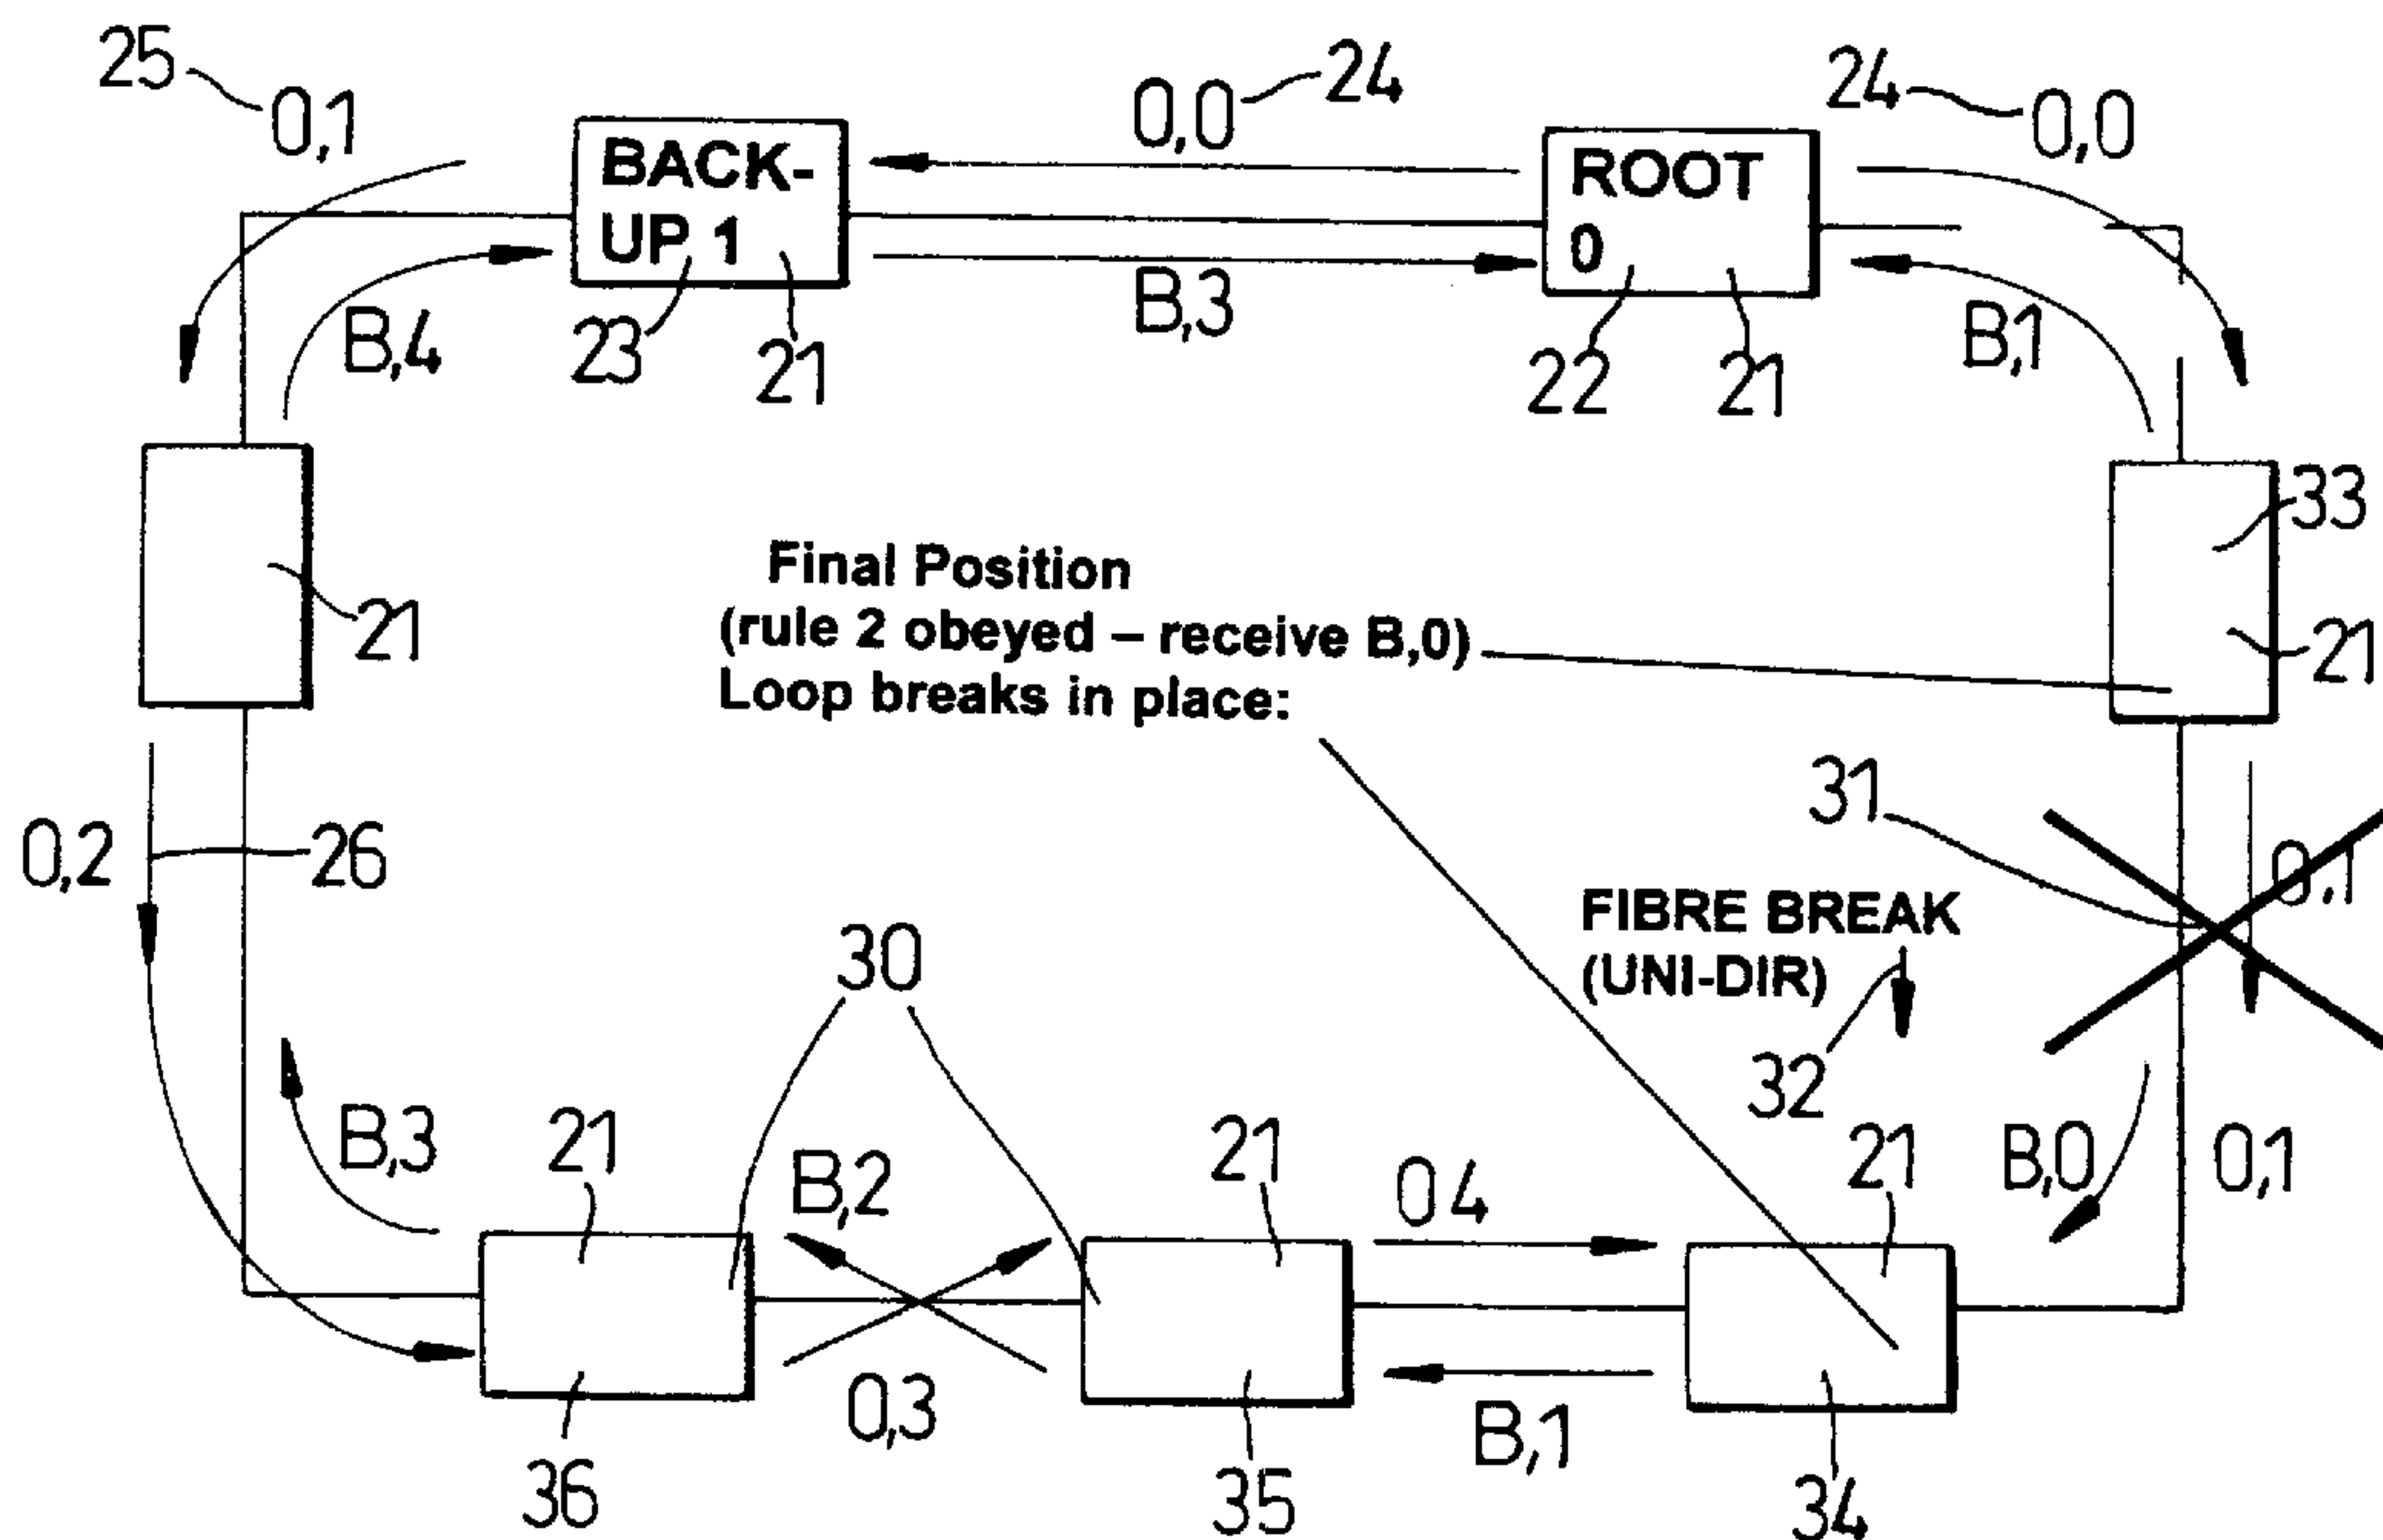 25
0,1
0,0
24
24
0,0
BACK-
UP 1
ROOT
0
B,4
23
21
B,3
22
21
B,1
33
21
21
Final Position
(rule 2 obeyed – receive B,0)
Loop breaks in place:
31
0,2
26
0,1
30
FIBRE BREAK
(UNI-DIR)
32
B,3
21
B,2
21
0 4
21
B,0
0,1
0,3
B,1
36
35
34